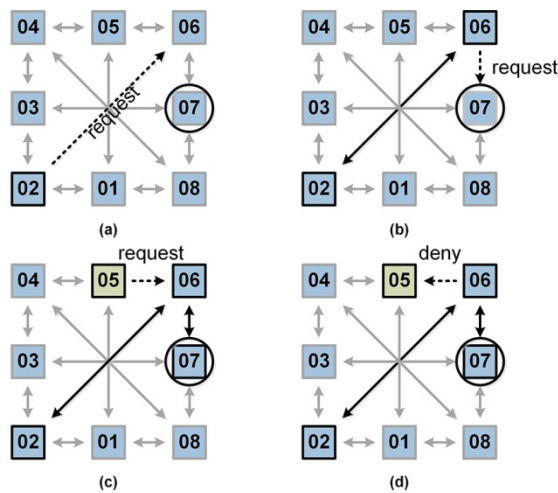 04 05 06
03 request 07
02 01 08
(a)
04 05 06
request
03 07
02 01 08
(b)
request
04 05 06
03 07
02 01 08
(c)
deny
04 05 06
03 07
02 01 08
(d)